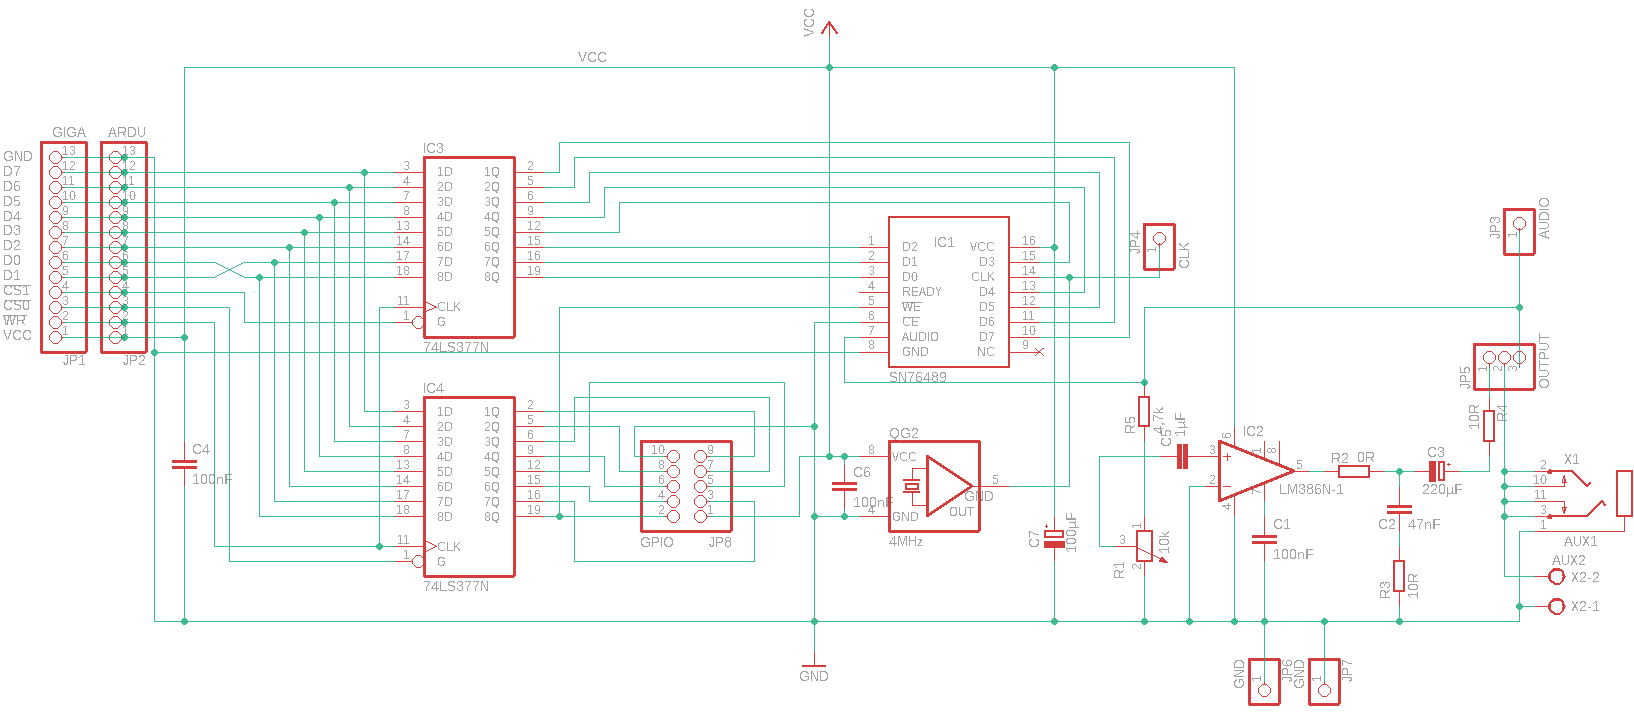 VCC
VCC
GIGA
ARDU
GND
D7
D6
D5
D4
D3
D2
D0
D1
CS1
CS0
WR
VCC
13
12
11
10
9
8
7
6
5
4
3
2
1
JP1
13
12
11
10
9
8
7
6
5
4
3
2
1
JP2
IC3
3 1D 1Q 2
4 2D 2Q 5
7 3D 3Q 6
8 4D 4Q 9
13 5D 5Q 12
14 6D 6Q 15
17 7D 7Q 16
18 8D 8Q 19
11 CLK
1 G
74LS377N
IC4
3 1D 1Q 2
4 2D 2Q 5
7 3D 3Q 6
8 4D 4Q 9
13 5D 5Q 12
14 6D 6Q 15
17 7D 7Q 16
18 8D 8Q 19
11 CLK
1 G
74LS377N
C4
100nF
10 9
8 7
6 5
4 3
2 1
GPIO JP8
IC1
1 D2 VCC 16
2 D1 D3 15
3 D0 CLK 14
4 READY D4 13
5 WE D5 12
6 CE D6 11
7 AUDIO D7 10
8 GND NC 9
SN76489
JP4
1
CLK
QG2
8 VCC
5
GND
OUT
4 GND
4MHz
C6
100nF
C7
100µF
R5
4,7k
C5
1µF
R1
1
3
2
10k
IC2
6
3
1
8
5
2
7
4
LM386N-1
C1
100nF
R2 0R
C3
220µF
C2
47nF
R3
10R
JP3
1
AUDIO
JP5
1
2
3
OUTPUT
10R
R4
X1
2
10
11
3
1
AUX1
AUX2
X2-2
X2-1
GND
GND
1
JP6
GND
1
JP7